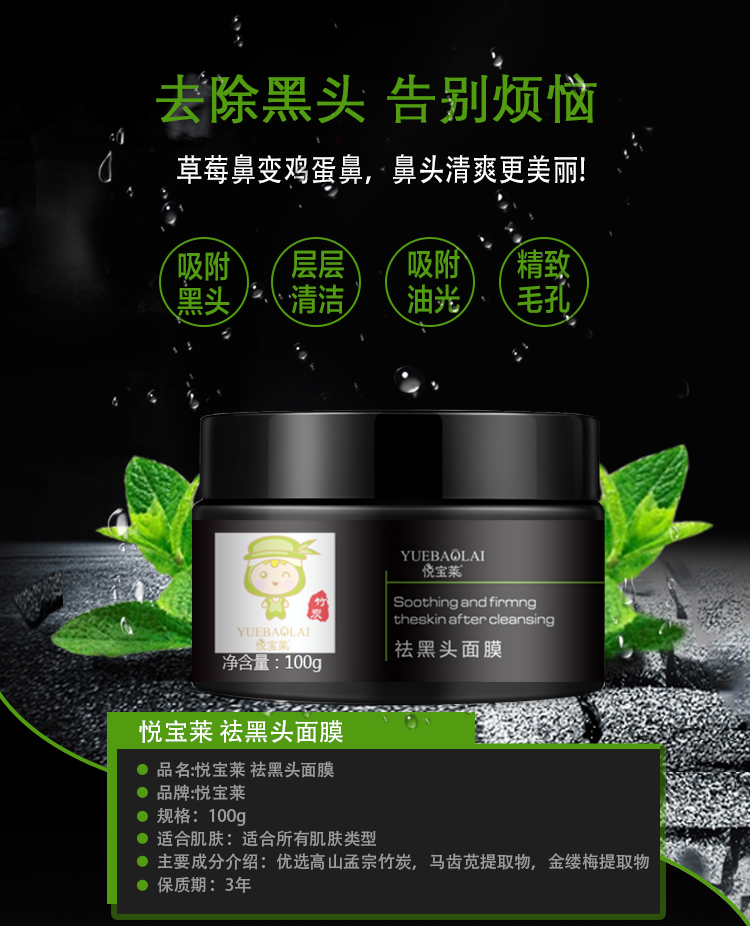 去除黑头 告别烦恼
草莓鼻变鸡蛋鼻，鼻头清爽更美丽!
吸附
黑头
层层
清洁
吸附
油光
精致
毛孔
YUEBAOLAI
悦宝莱
竹炭
YUEBAOLAI
悦宝莱
净含量：100g
Soothing and firmng
theskin after cleansing
祛黑头面膜
悦宝莱 祛黑头面膜
品名:悦宝莱 祛黑头面膜
品牌:悦宝莱
规格：100g
适合肌肤：适合所有肌肤类型
主要成分介绍：优选高山孟宗竹炭，马齿苋提取物，金缕梅提取物
保质期：3年